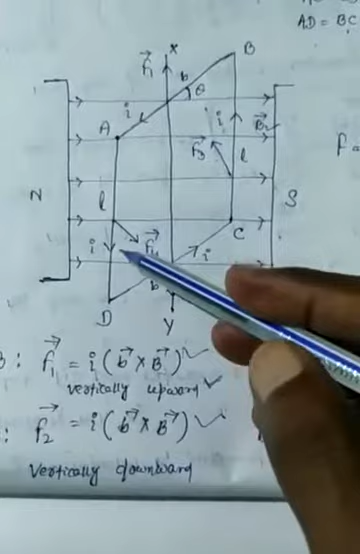 AD = BC
x
B
F₁
b
θ
i
A
i
B
F₃
l
N
l
S
i
F₄
C
i
b
D
Y
B : F₁ = i (b × B)
vertically upward
: F₂ = i (b × B)
vertically downward